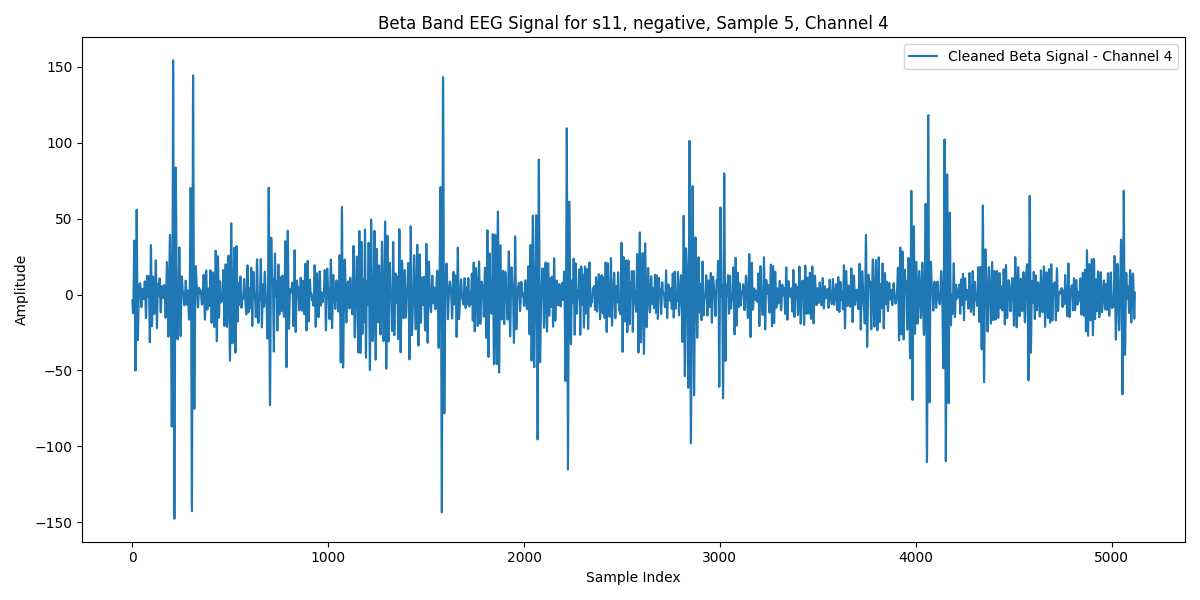 Beta Band EEG Signal for s11, negative, Sample 5, Channel 4
Cleaned Beta Signal - Channel 4
Amplitude
150
100
50
0
−50
−100
−150
0 1000 2000 3000 4000 5000
Sample Index